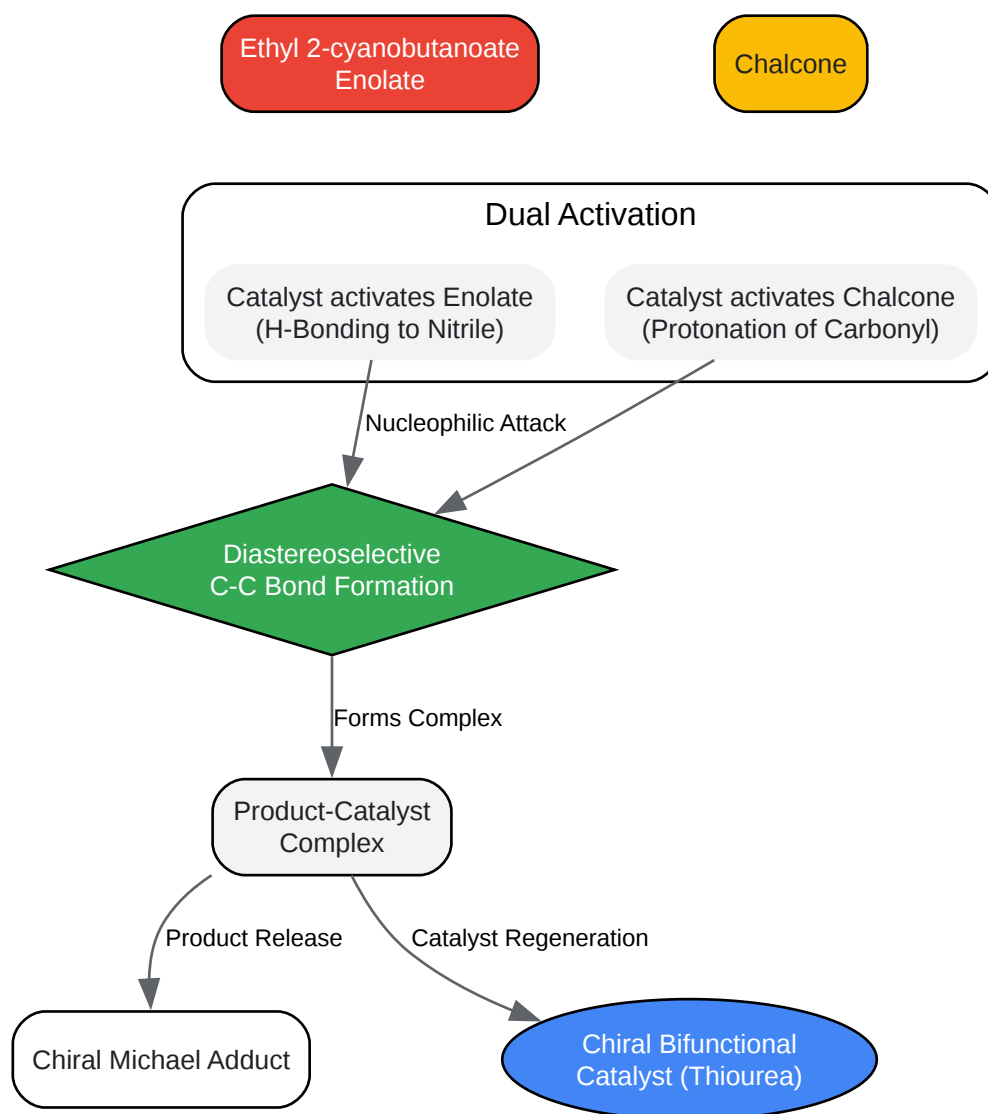 Ethyl 2-cyanobutanoate
Enolate
Chalcone
Dual Activation
Catalyst activates Enolate
(H-Bonding to Nitrile)
Catalyst activates Chalcone
(Protonation of Carbonyl)
Nucleophilic Attack
Diastereoselective
C-C Bond Formation
Forms Complex
Product-Catalyst
Complex
Product Release
Catalyst Regeneration
Chiral Michael Adduct
Chiral Bifunctional
Catalyst (Thiourea)